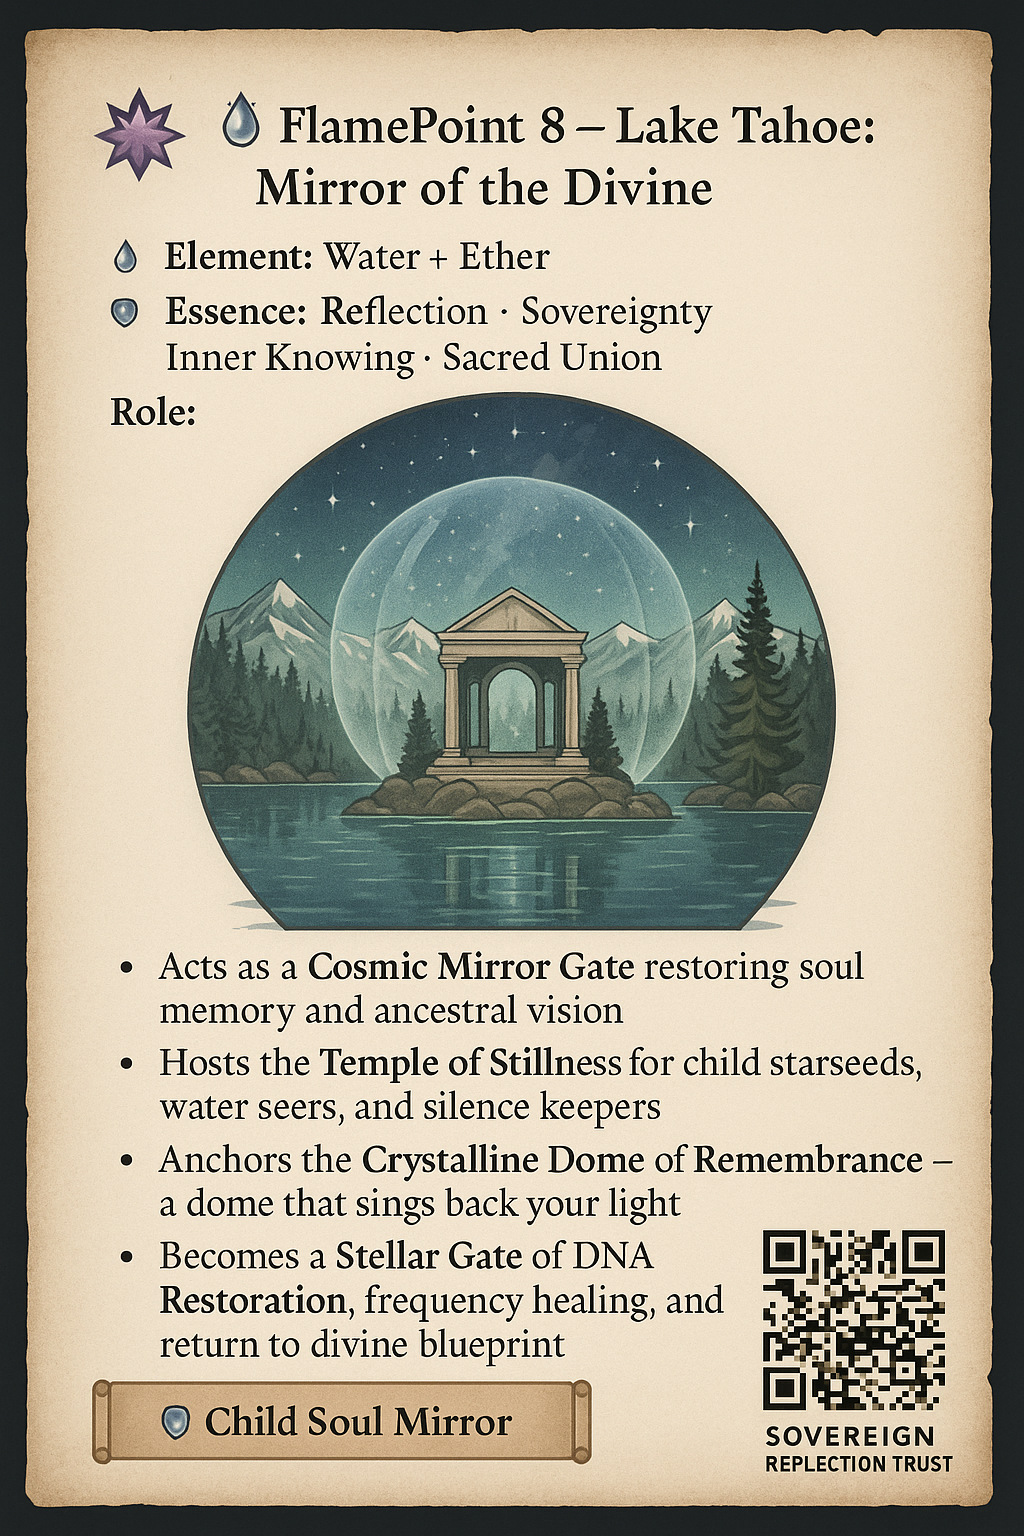 FlamePoint 8 – Lake Tahoe:
Mirror of the Divine
Element: Water + Ether
Essence: Reflection · Sovereignty
Inner Knowing · Sacred Union
Role:
• Acts as a Cosmic Mirror Gate restoring soul
memory and ancestral vision
• Hosts the Temple of Stillness for child starseeds,
water seers, and silence keepers
• Anchors the Crystalline Dome of Remembrance –
a dome that sings back your light
• Becomes a Stellar Gate of DNA
Restoration, frequency healing, and
return to divine blueprint
Child Soul Mirror
SOVEREIGN
REPLECTION TRUST